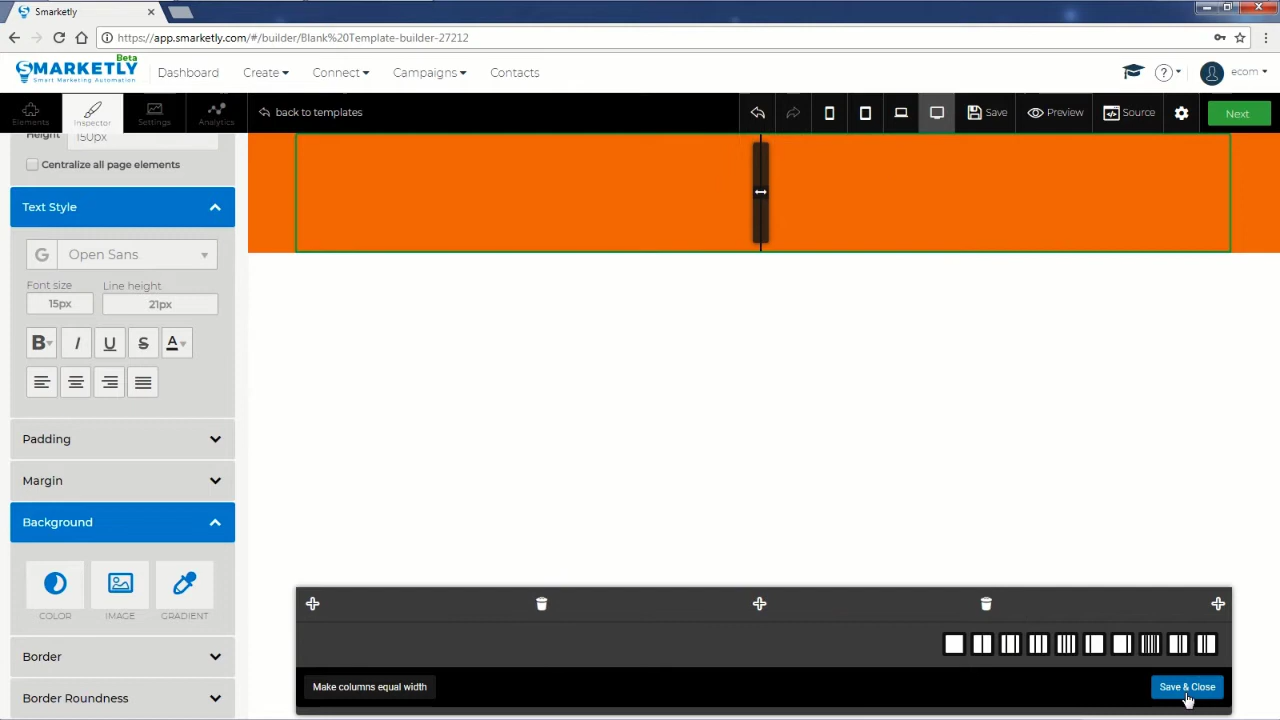 Smarketly
https://app.smarketly.com/#/builder/Blank%20Template-builder-27212
SMARKETLY Beta
Smart Marketing Automation
Dashboard Create Connect Campaigns Contacts ? ecom
Elements Inspector Settings Analytics back to templates Save Preview Source Next
Height 150px
Centralize all page elements
Text Style
G Open Sans
Font size Line height
15px 21px
B I U S A
Padding
Margin
Background
COLOR IMAGE GRADIENT
Border
Make columns equal width Save & Close
Border Roundness